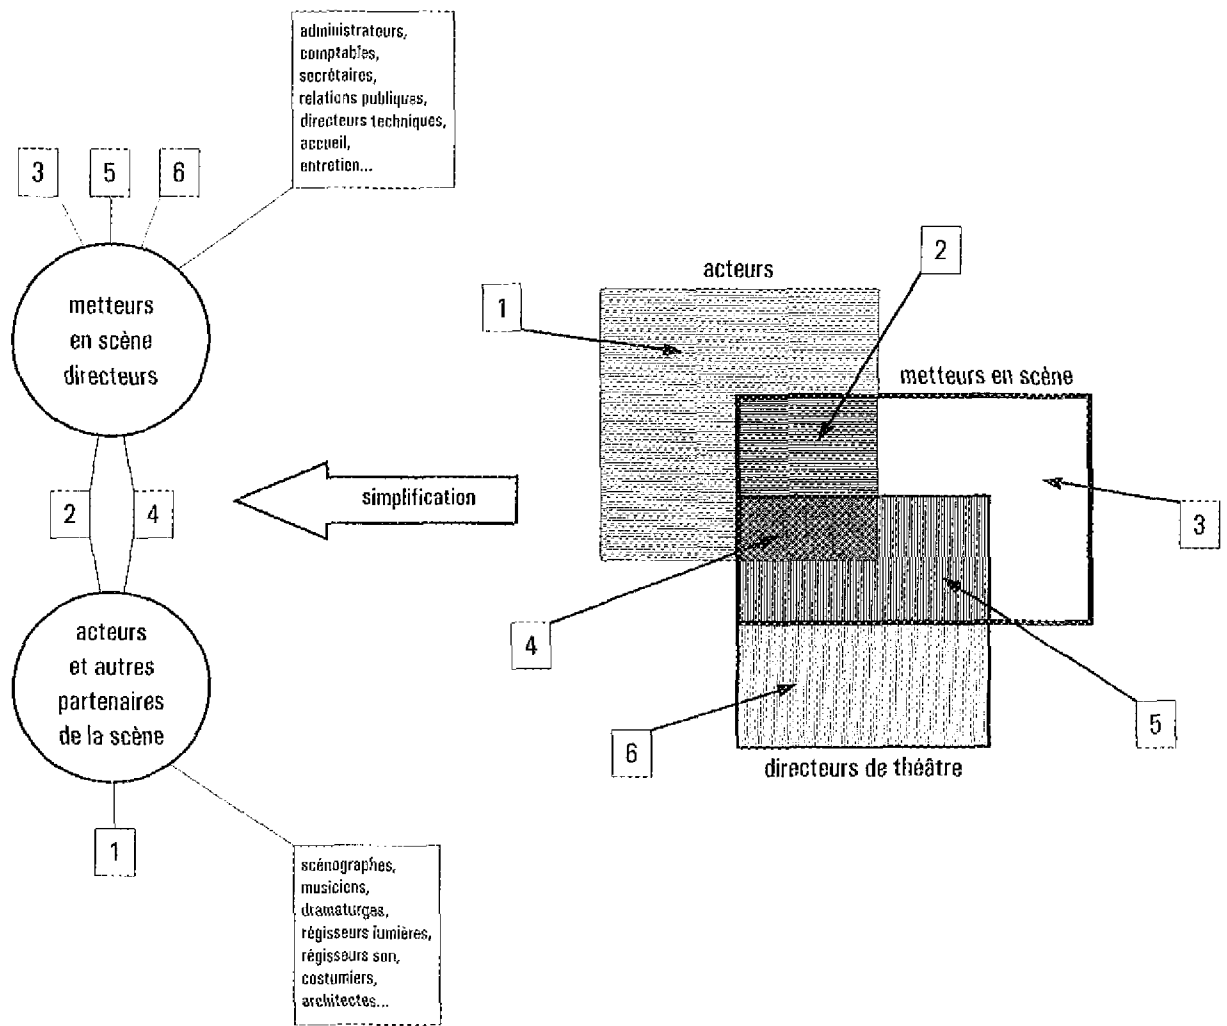 administrateurs,
comptables,
secrétaires,
relations publiques,
directeurs techniques,
accueil,
entretien...
3
5
6
metteurs
en scène
directeurs
2
4
acteurs
et autres
partenaires
de la scène
1
scénographes,
musiciens,
dramaturges,
régisseurs lumières,
régisseurs son,
costumiers,
architectes...
simplification
acteurs
1
2
metteurs en scène
3
4
5
6
directeurs de théâtre